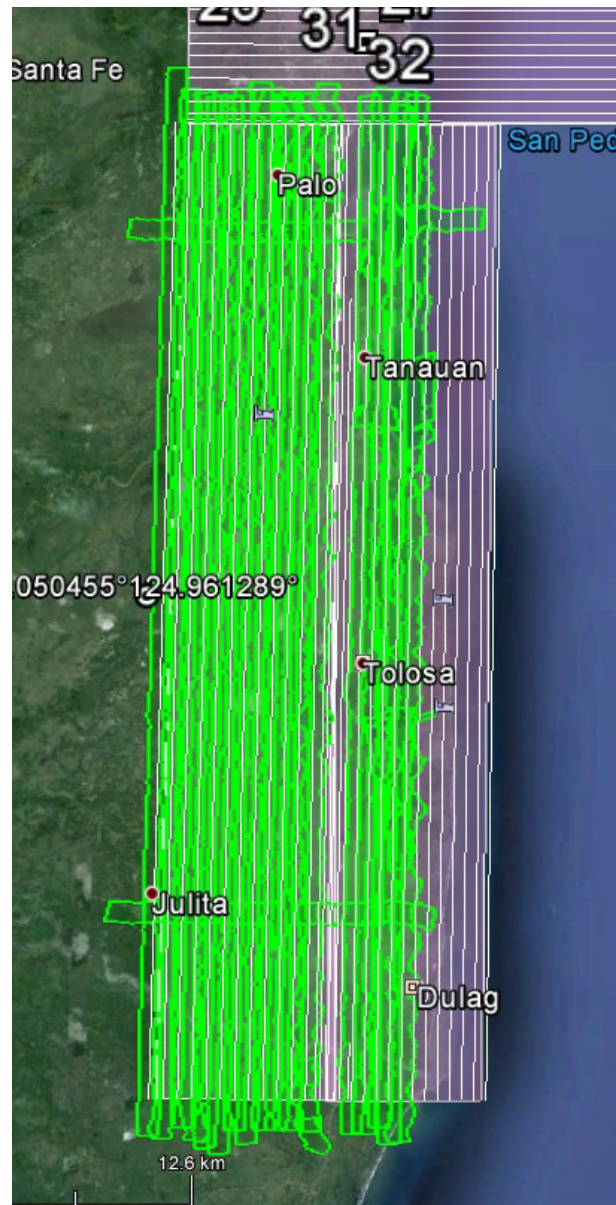 31
32
Santa Fe
San Ped
Palo
Tanauan
.050455°124.961289°
Tolosa
Julita
Dulag
12.6 km